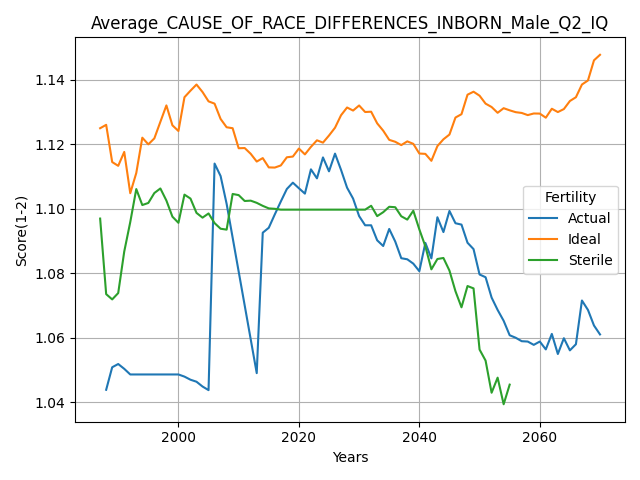 Average_CAUSE_OF_RACE_DIFFERENCES_INBORN_Male_Q2_IQ
Score(1-2)
1.14
1.12
1.10
1.08
1.06
1.04
Fertility
Actual
Ideal
Sterile
2000
2020
2040
2060
Years